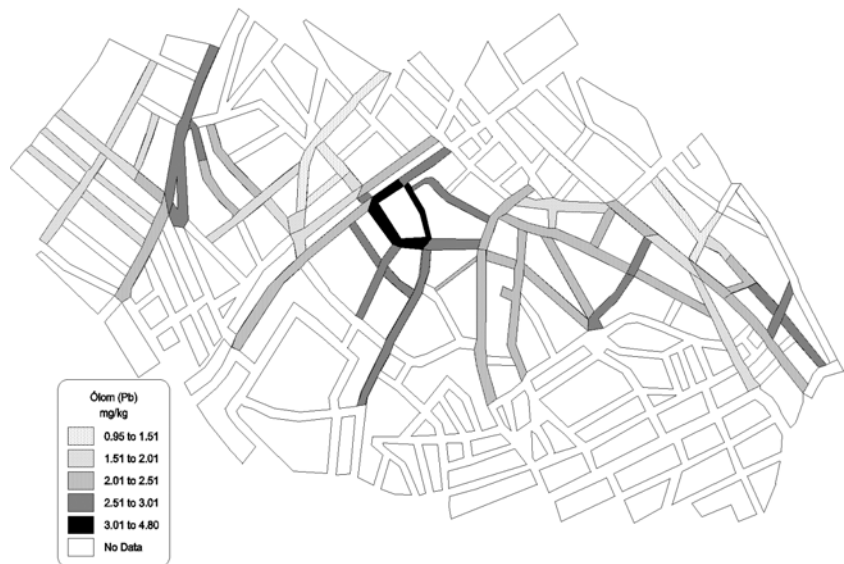 Ólom (Pb)
mg/kg
0.95 to 1.51
1.51 to 2.01
2.01 to 2.51
2.51 to 3.01
3.01 to 4.80
No Data